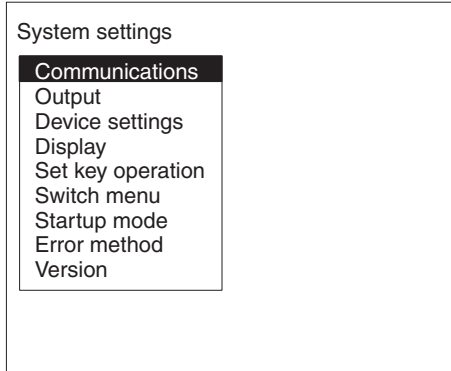 System settings
Communications
Output
Device settings
Display
Set key operation
Switch menu
Startup mode
Error method
Version